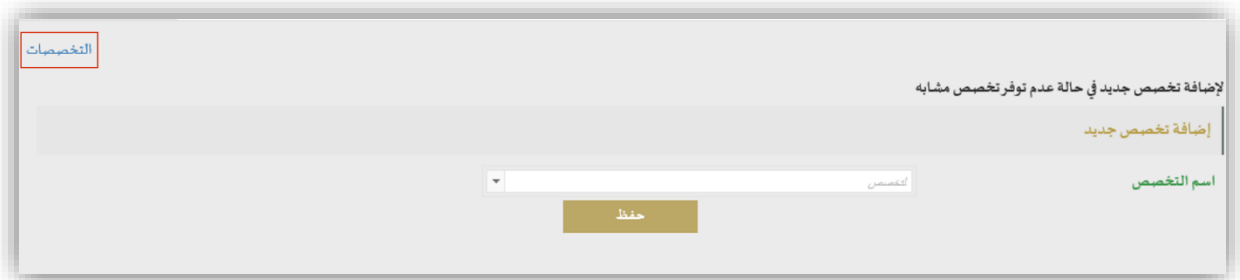 التخصصات
لإضافة تخصص جديد في حالة عدم توفر تخصص مشابه
إضافة تخصص جديد
اسم التخصص
التخصص
حفظ